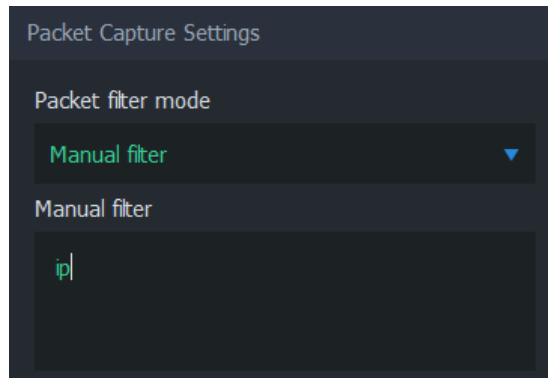 Packet Capture Settings
Packet filter mode
Manual filter
Manual filter
ip